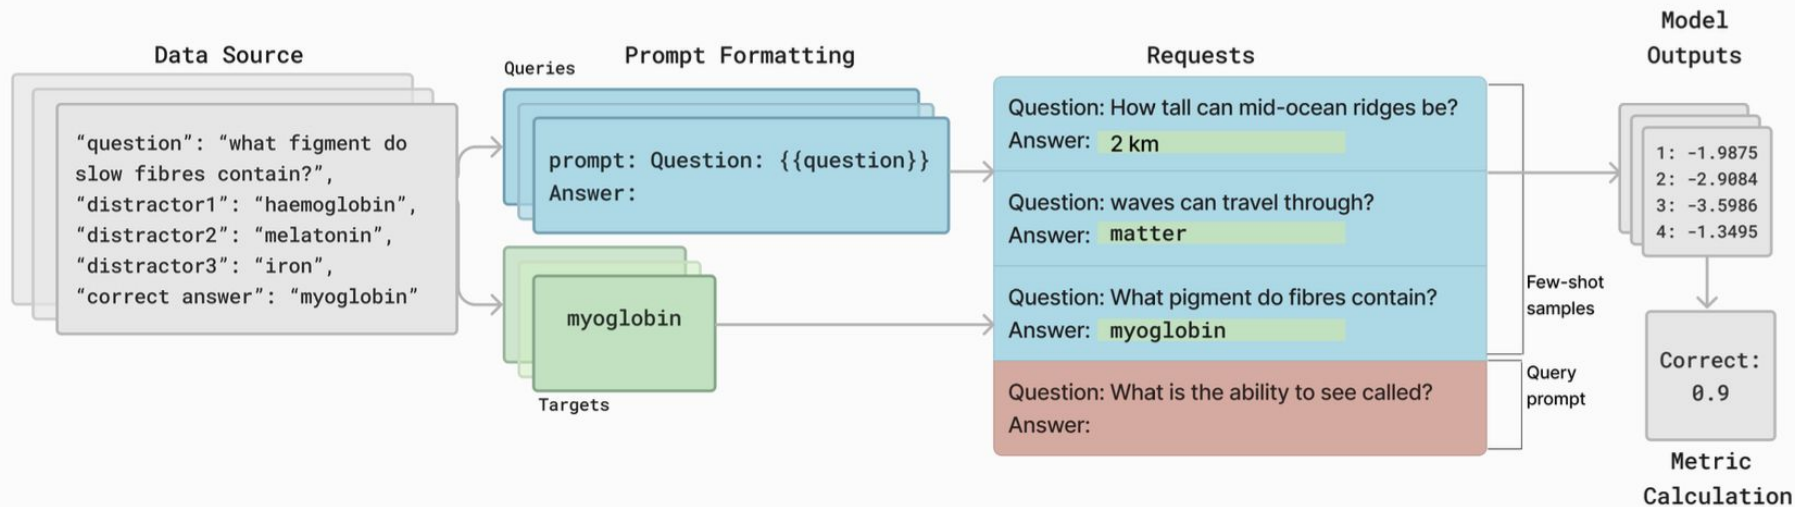 Data Source
“question”: “what figment do
slow fibres contain?”,
“distractor1”: “haemoglobin”,
“distractor2”: “melatonin”,
“distractor3”: “iron”,
“correct answer”: “myoglobin”
Prompt Formatting
Queries
prompt: Question: {{question}}
Answer:
myoglobin
Targets
Requests
Question: How tall can mid-ocean ridges be?
Answer: 2 km
Question: waves can travel through?
Answer: matter
Question: What pigment do fibres contain?
Answer: myoglobin
Question: What is the ability to see called?
Answer:
Few-shot
samples
Query
prompt
Model
Outputs
1: -1.9875
2: -2.9084
3: -3.5986
4: -1.3495
Correct:
0.9
Metric
Calculation